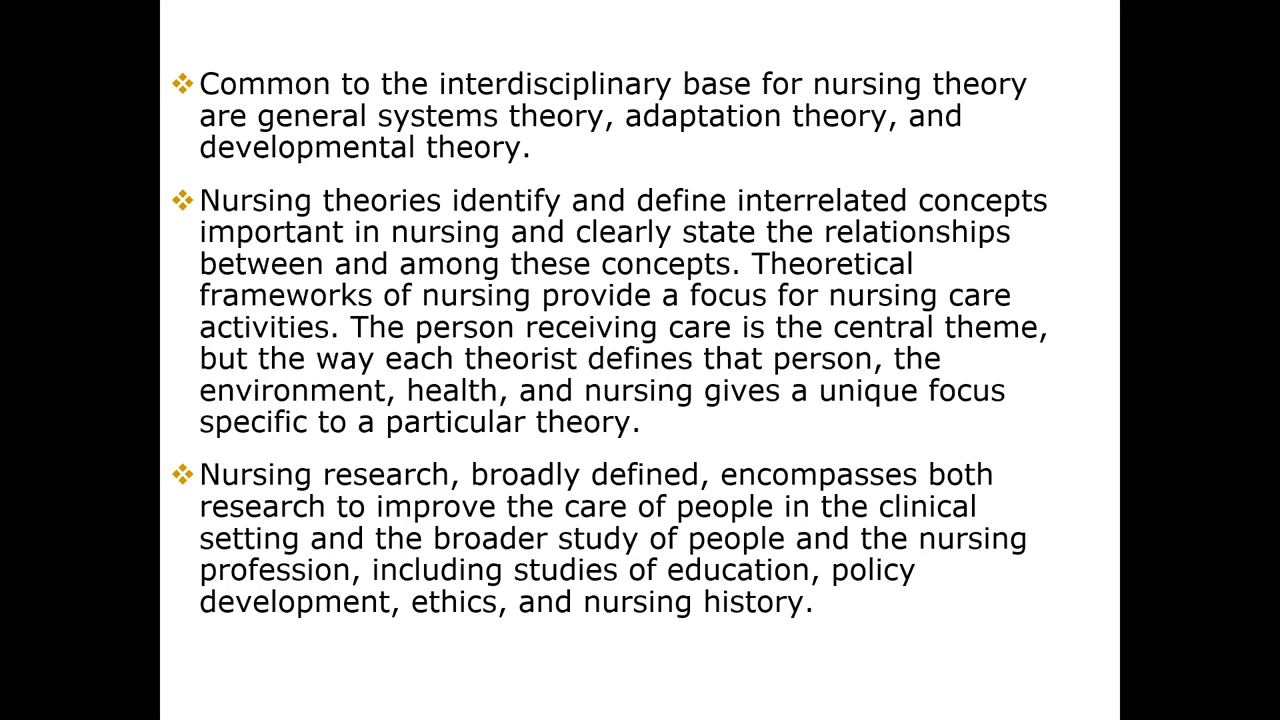 ❖Common to the interdisciplinary base for nursing theory
are general systems theory, adaptation theory, and
developmental theory.
❖Nursing theories identify and define interrelated concepts
important in nursing and clearly state the relationships
between and among these concepts. Theoretical
frameworks of nursing provide a focus for nursing care
activities. The person receiving care is the central theme,
but the way each theorist defines that person, the
environment, health, and nursing gives a unique focus
specific to a particular theory.
❖Nursing research, broadly defined, encompasses both
research to improve the care of people in the clinical
setting and the broader study of people and the nursing
profession, including studies of education, policy
development, ethics, and nursing history.